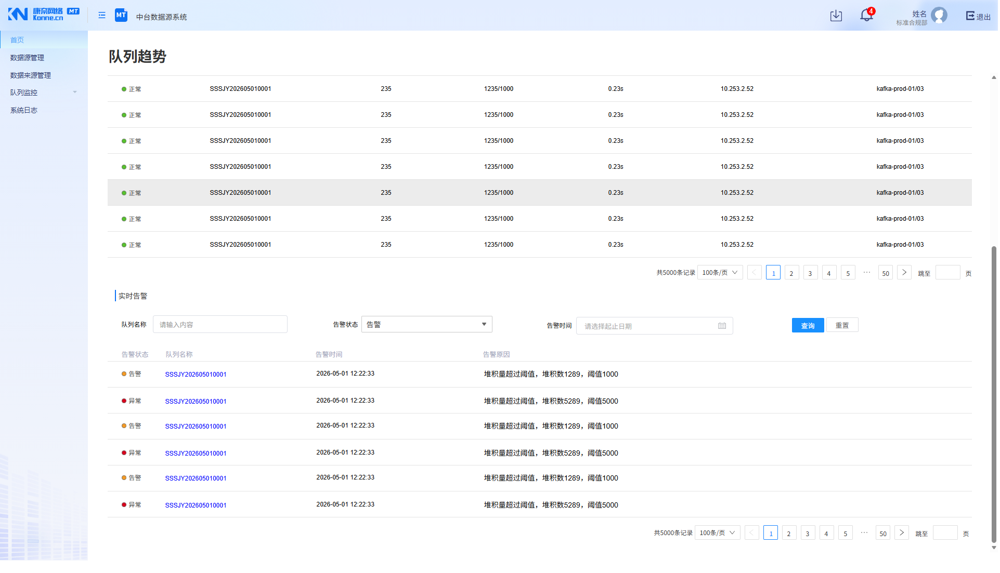 康奈网络 MT
Konne.cn
MT 中台数据源系统
4
姓名
标准合规部
退出
首页
数据源管理
数据来源管理
队列监控
系统日志
队列趋势
正常 SSSJY202605010001 235 1235/1000 0.23s 10.253.2.52 kafka-prod-01/03
正常 SSSJY202605010001 235 1235/1000 0.23s 10.253.2.52 kafka-prod-01/03
正常 SSSJY202605010001 235 1235/1000 0.23s 10.253.2.52 kafka-prod-01/03
正常 SSSJY202605010001 235 1235/1000 0.23s 10.253.2.52 kafka-prod-01/03
正常 SSSJY202605010001 235 1235/1000 0.23s 10.253.2.52 kafka-prod-01/03
正常 SSSJY202605010001 235 1235/1000 0.23s 10.253.2.52 kafka-prod-01/03
正常 SSSJY202605010001 235 1235/1000 0.23s 10.253.2.52 kafka-prod-01/03
共5000条记录 100条/页 1 2 3 4 5 ··· 50 跳至 页
实时告警
队列名称 请输入内容 告警状态 告警 告警时间 请选择起止日期 查询 重置
告警状态 队列名称 告警时间 告警原因
告警 SSSJY202605010001 2026-05-01 12:22:33 堆积量超过阈值，堆积数1289，阈值1000
异常 SSSJY202605010001 2026-05-01 12:22:33 堆积量超过阈值，堆积数5289，阈值5000
告警 SSSJY202605010001 2026-05-01 12:22:33 堆积量超过阈值，堆积数1289，阈值1000
异常 SSSJY202605010001 2026-05-01 12:22:33 堆积量超过阈值，堆积数5289，阈值5000
告警 SSSJY202605010001 2026-05-01 12:22:33 堆积量超过阈值，堆积数1289，阈值1000
异常 SSSJY202605010001 2026-05-01 12:22:33 堆积量超过阈值，堆积数5289，阈值5000
共5000条记录 100条/页 1 2 3 4 5 ··· 50 跳至 页